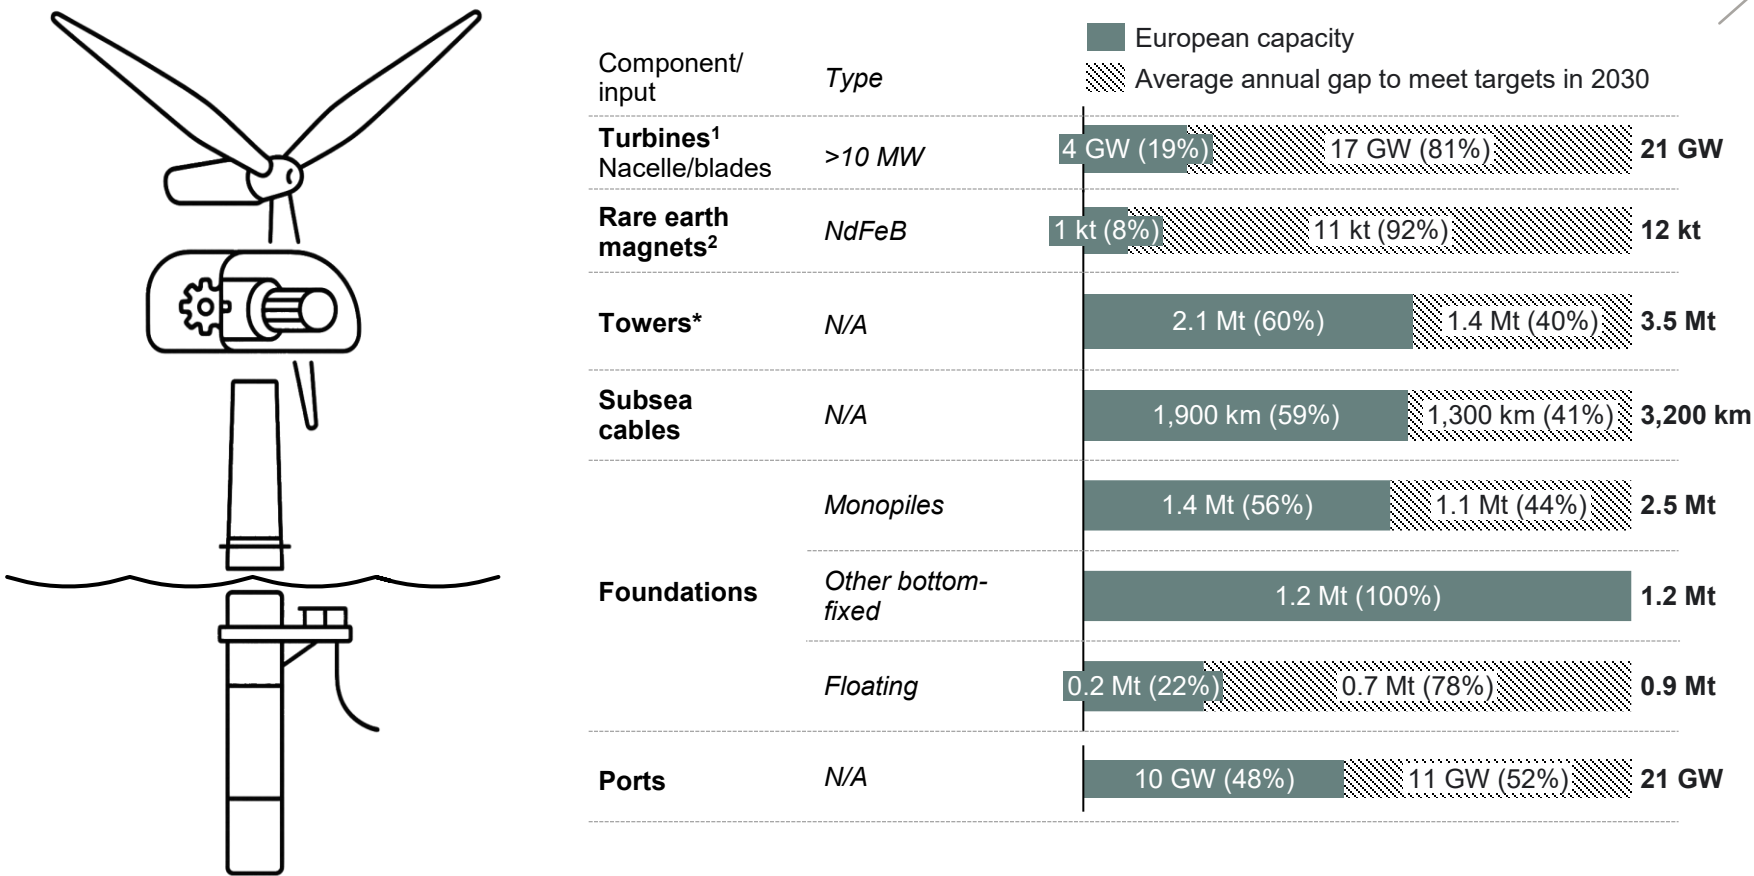 European capacity
Average annual gap to meet targets in 2030
Component/
input
Type
Turbines¹
Nacelle/blades
>10 MW
4 GW (19%)
17 GW (81%)
21 GW
Rare earth
magnets²
NdFeB
1 kt (8%)
11 kt (92%)
12 kt
Towers*
N/A
2.1 Mt (60%)
1.4 Mt (40%)
3.5 Mt
Subsea
cables
N/A
1,900 km (59%)
1,300 km (41%)
3,200 km
Foundations
Monopiles
1.4 Mt (56%)
1.1 Mt (44%)
2.5 Mt
Other bottom-
fixed
1.2 Mt (100%)
1.2 Mt
Floating
0.2 Mt (22%)
0.7 Mt (78%)
0.9 Mt
Ports
N/A
10 GW (48%)
11 GW (52%)
21 GW